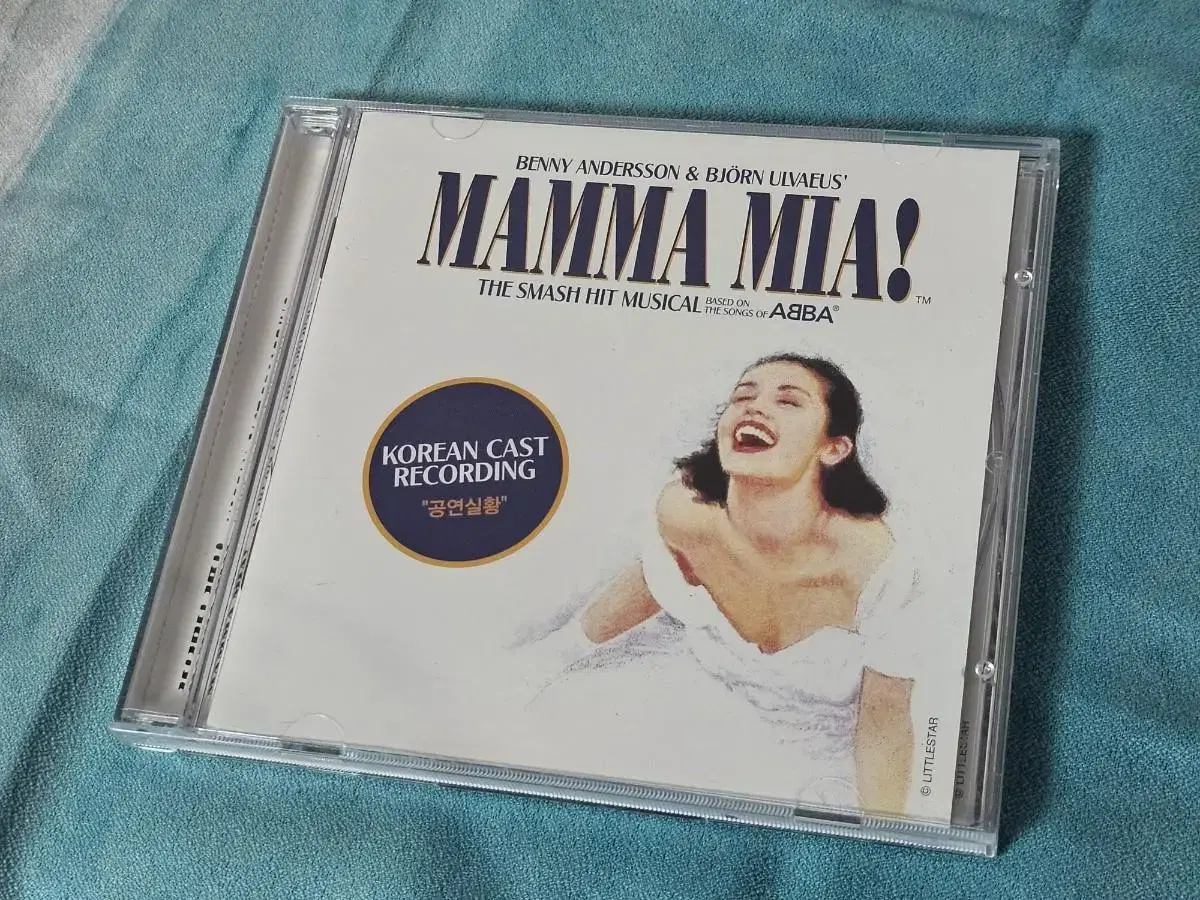 BENNY ANDERSSON & BJÖRN ULVAEUS'
MAMMA MIA!™
THE SMASH HIT MUSICAL BASED ON THE SONGS OF ABBA®
KOREAN CAST
RECORDING
"공연실황"
© LITTLESTAR